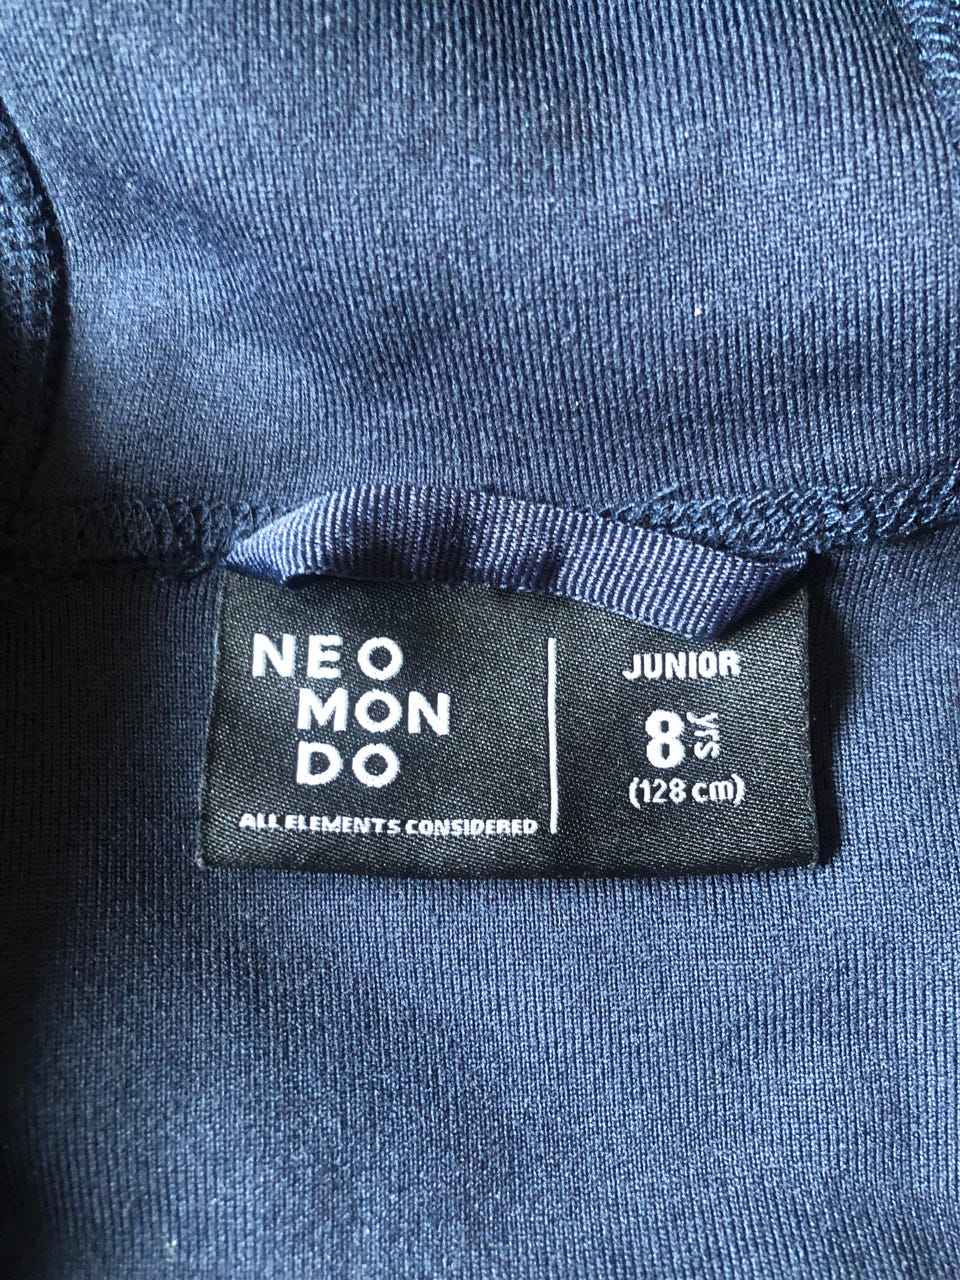 NEO
MON
DO
ALL ELEMENTS CONSIDERED
JUNIOR
8 yrs
(128 cm)